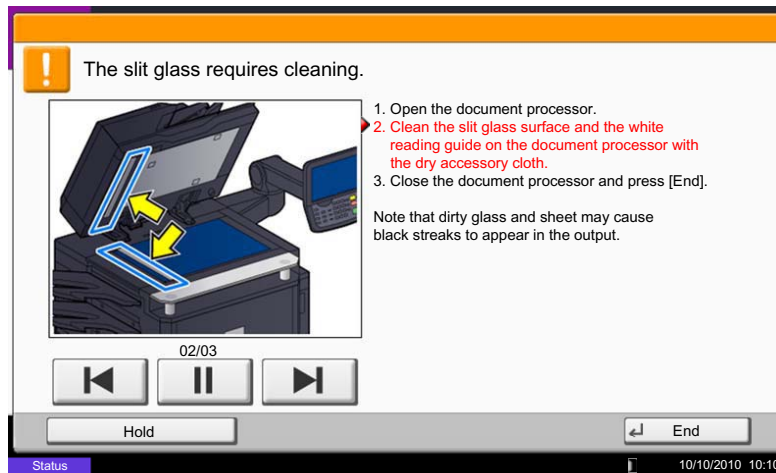 The slit glass requires cleaning.
1. Open the document processor.
2. Clean the slit glass surface and the white
reading guide on the document processor with
the dry accessory cloth.
3. Close the document processor and press [End].
Note that dirty glass and sheet may cause
black streaks to appear in the output.
02/03
Hold
End
Status
10/10/2010 10:10